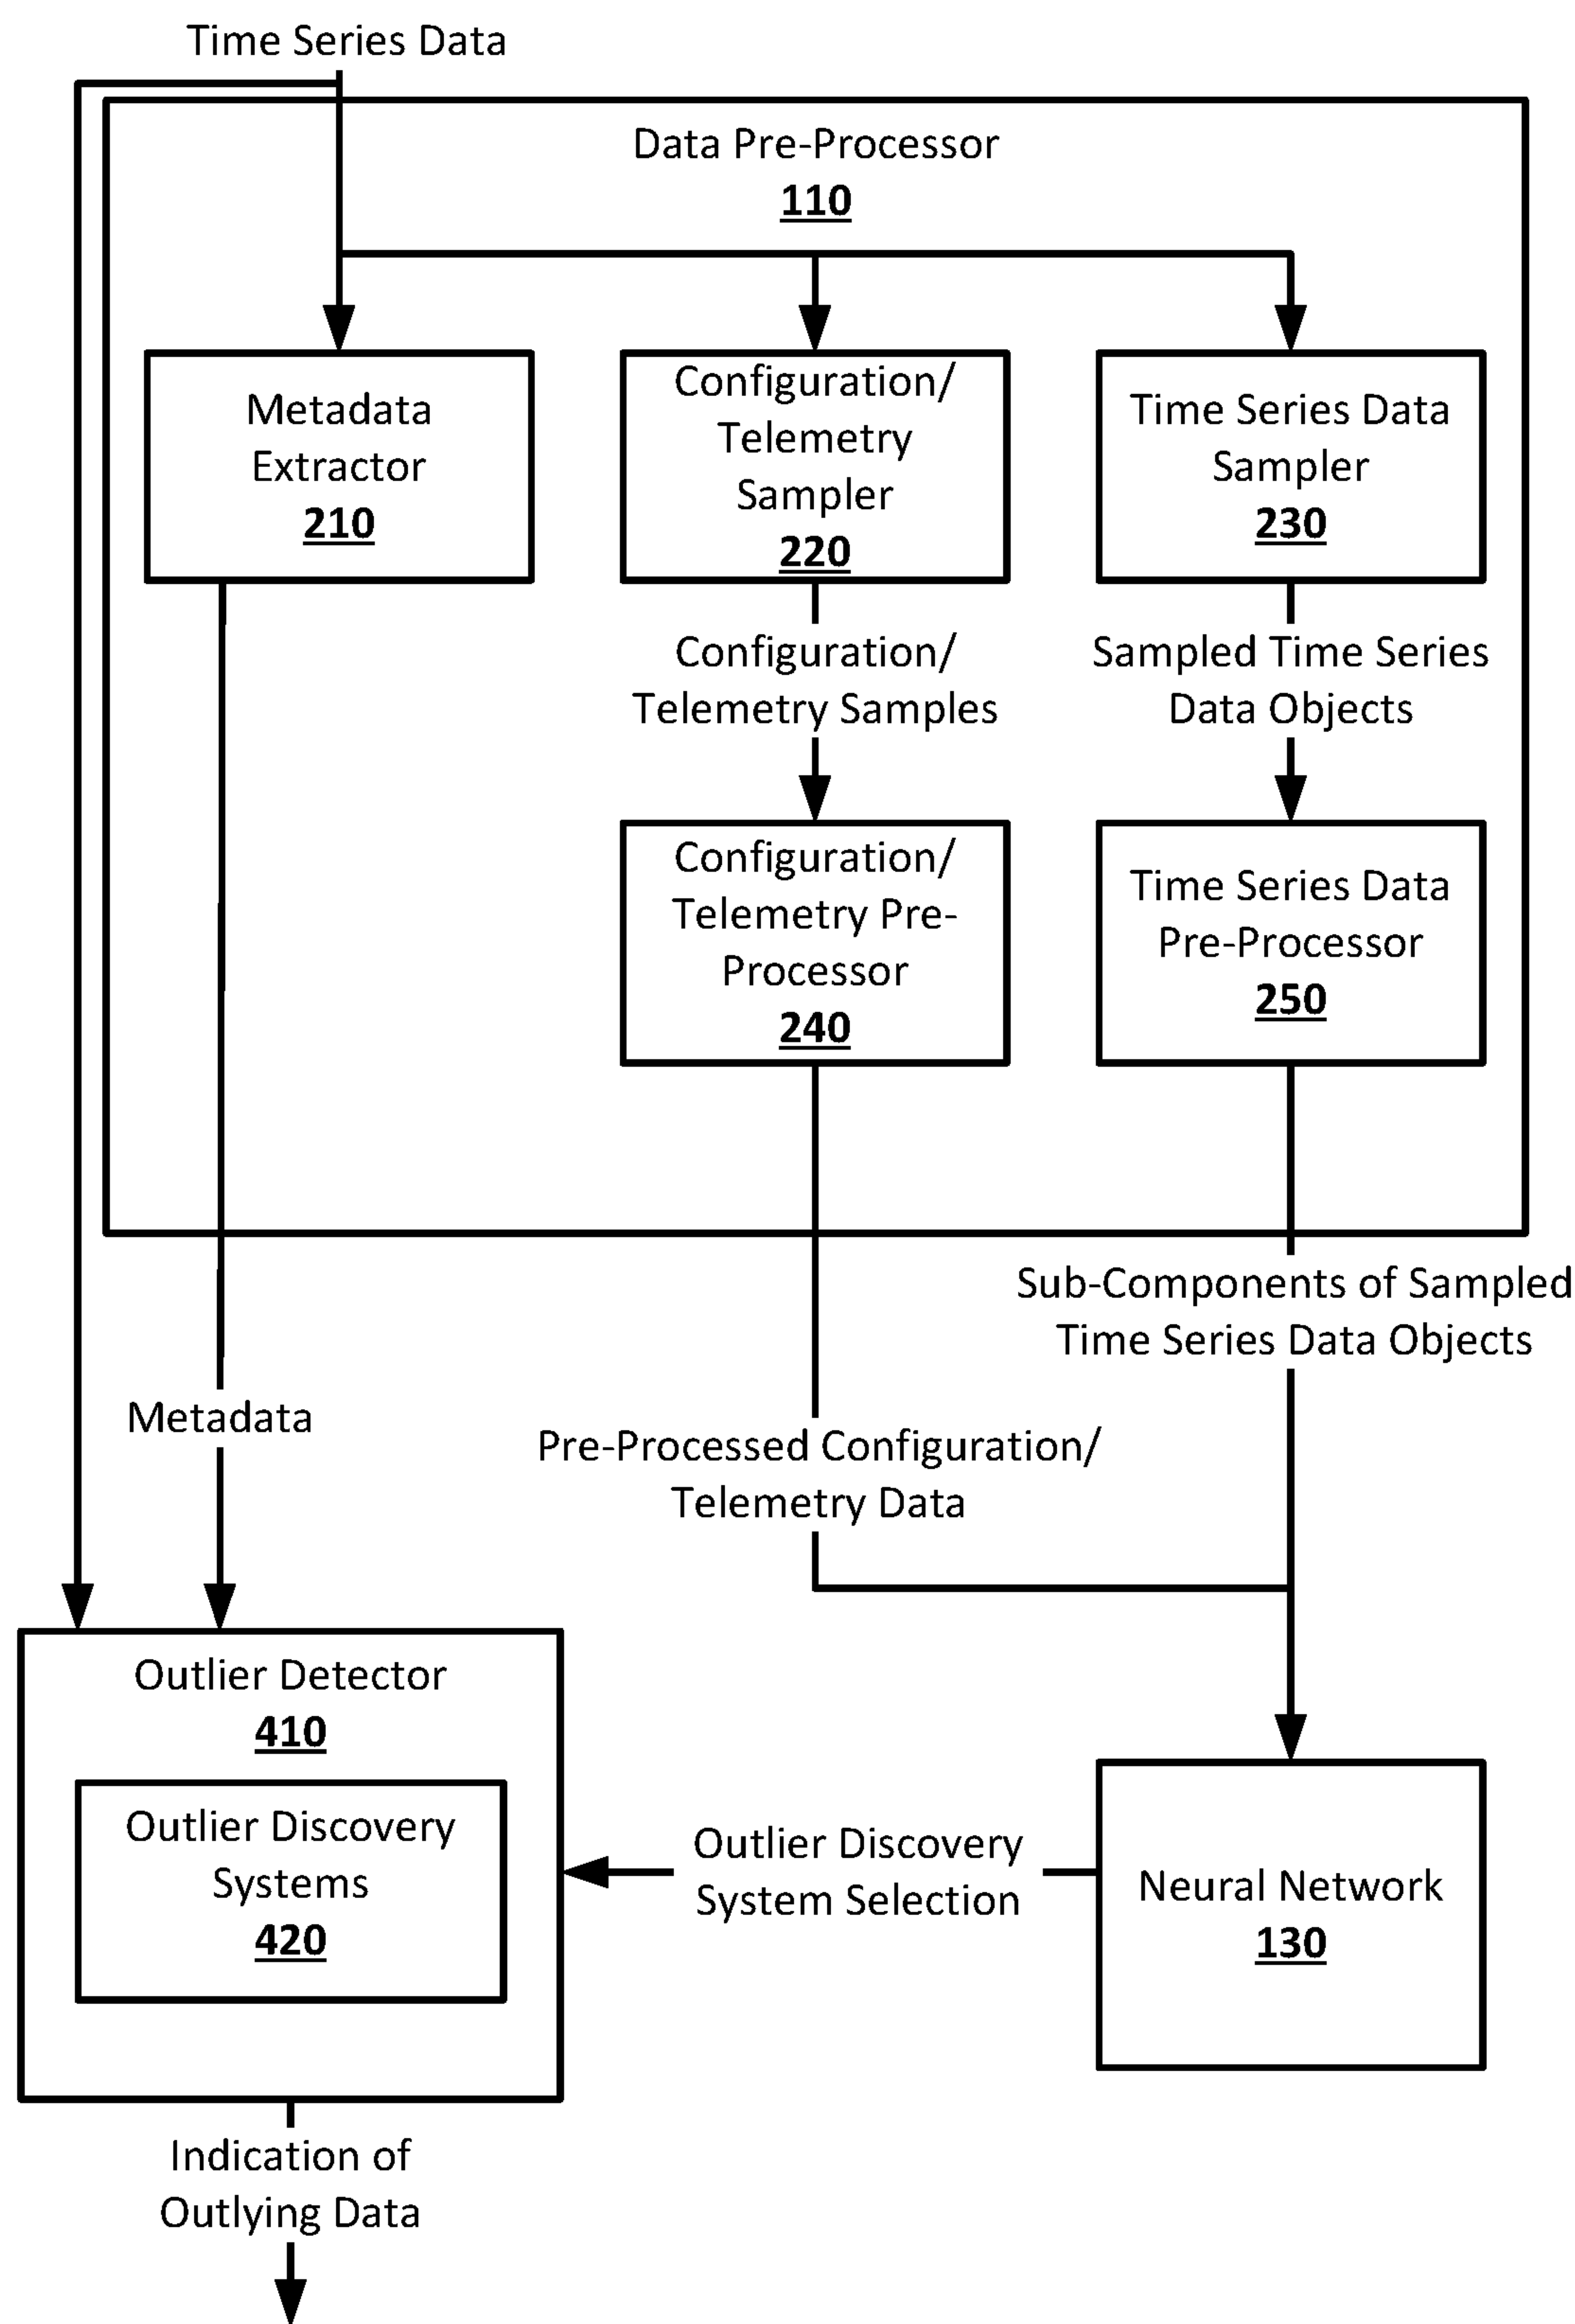 Time Series Data
Data Pre-Processor
110
Metadata
Extractor
210
Configuration/
Telemetry
Sampler
220
Time Series Data
Sampler
230
Configuration/
Telemetry Samples
Sampled Time Series
Data Objects
Configuration/
Telemetry Pre-
Processor
240
Time Series Data
Pre-Processor
250
Sub-Components of Sampled
Time Series Data Objects
Metadata
Pre-Processed Configuration/
Telemetry Data
Outlier Detector
410
Outlier Discovery
Systems
420
Outlier Discovery
System Selection
Neural Network
130
Indication of
Outlying Data